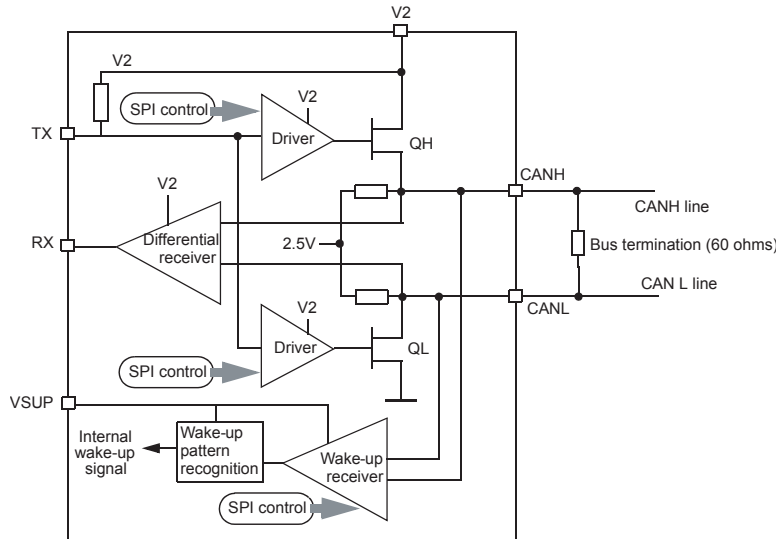 V2
V2
SPI control
V2
TX
Driver
QH
CANH
V2
CANH line
RX
Differential
receiver
2.5V
Bus termination (60 ohms)
CAN L line
V2
CANL
Driver
QL
SPI control
VSUP
Internal
wake-up
signal
Wake-up
pattern
recognition
Wake-up
receiver
SPI control